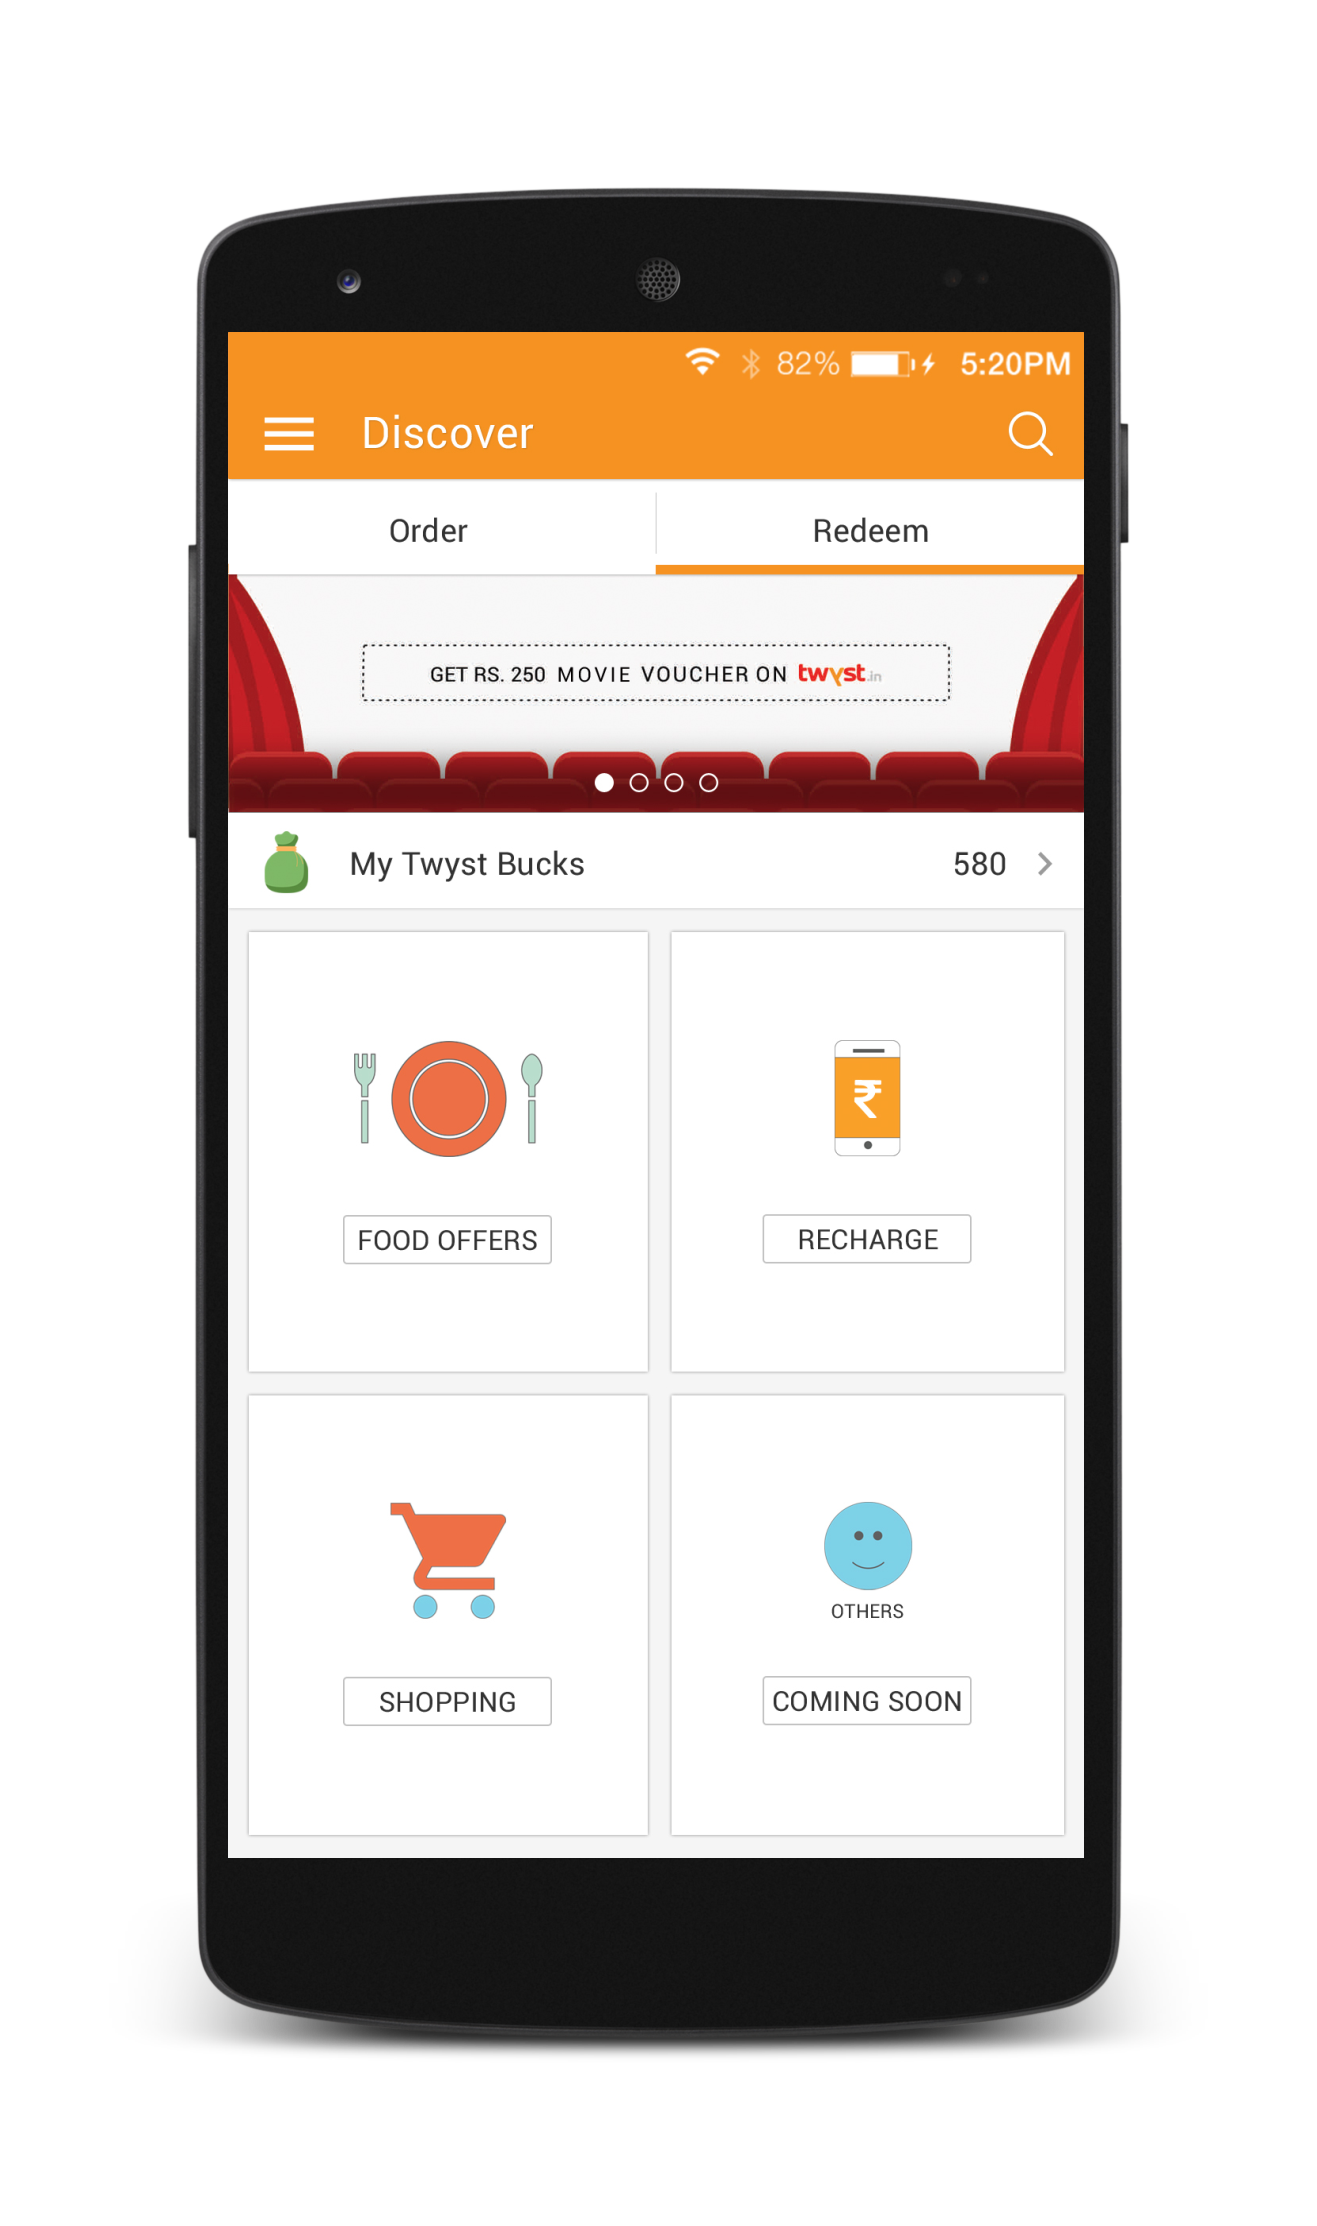 82% 5:20PM
Discover
Order Redeem
GET RS. 250 MOVIE VOUCHER ON twyst.in
My Twyst Bucks 580
FOOD OFFERS RECHARGE
₹
OTHERS
SHOPPING COMING SOON